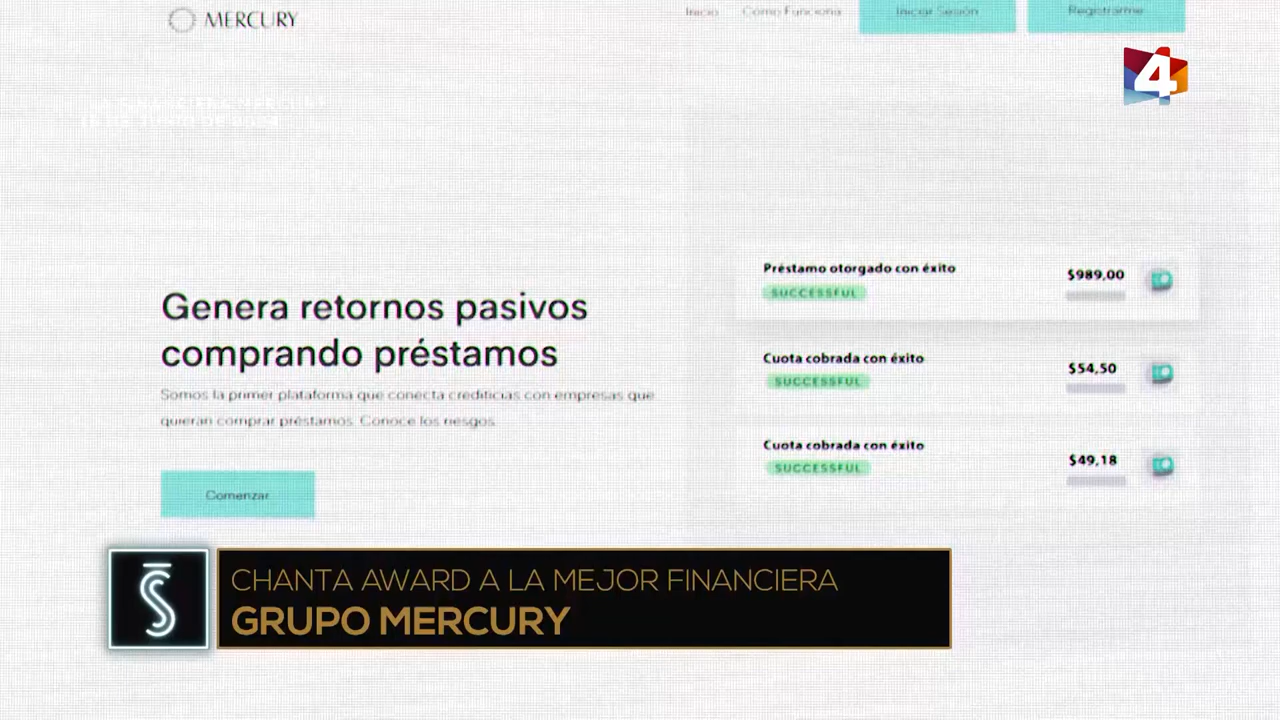 MERCURY
Inicio
Cómo Funciona
Iniciar Sesión
Registrarme
4
Genera retornos pasivos
comprando préstamos
Somos la primer plataforma que conecta crediticias con empresas que
quieran comprar préstamos. Conoce los riesgos.
Comenzar
Préstamo otorgado con éxito
$989,00
SUCCESSFUL
Cuota cobrada con éxito
$54,50
SUCCESSFUL
Cuota cobrada con éxito
$49,18
SUCCESSFUL
CHANTA AWARD A LA MEJOR FINANCIERA
GRUPO MERCURY